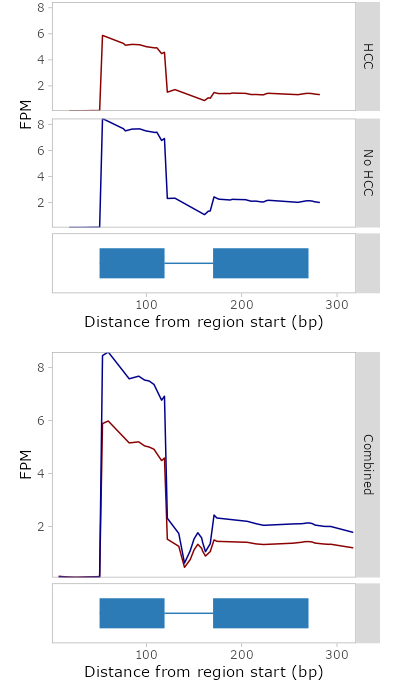 8
6
4
2
HCC
FPM
8
6
4
2
No HCC
100
200
300
Distance from region start (bp)
8
6
4
2
FPM
Combined
100
200
300
Distance from region start (bp)